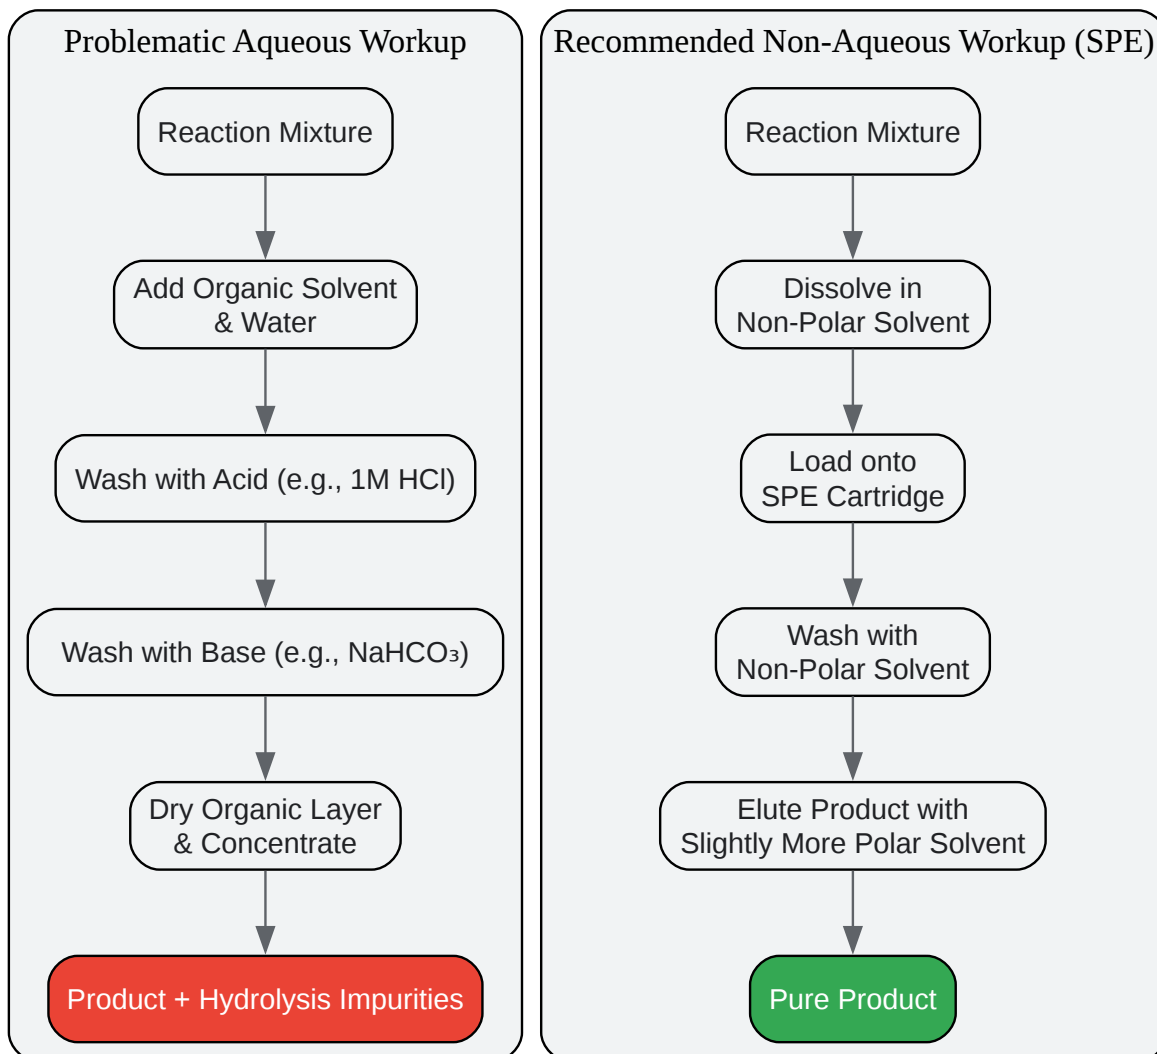 Problematic Aqueous Workup
Reaction Mixture
Add Organic Solvent
& Water
Wash with Acid (e.g., 1M HCl)
Wash with Base (e.g., NaHCO₃)
Dry Organic Layer
& Concentrate
Product + Hydrolysis Impurities
Recommended Non-Aqueous Workup (SPE)
Reaction Mixture
Dissolve in
Non-Polar Solvent
Load onto
SPE Cartridge
Wash with
Non-Polar Solvent
Elute Product with
Slightly More Polar Solvent
Pure Product